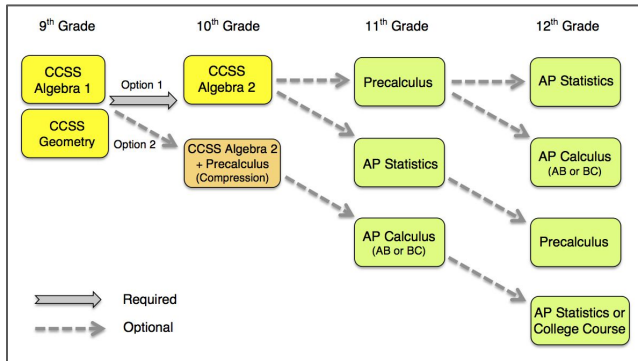 9th Grade
10th Grade
11th Grade
12th Grade
CCSS
Algebra 1
Option 1
CCSS
Algebra 2
Precalculus
AP Statistics
CCSS
Geometry
Option 2
CCSS Algebra 2
+ Precalculus
(Compression)
AP Statistics
AP Calculus
(AB or BC)
AP Calculus
(AB or BC)
Precalculus
Required
Optional
AP Statistics or
College Course